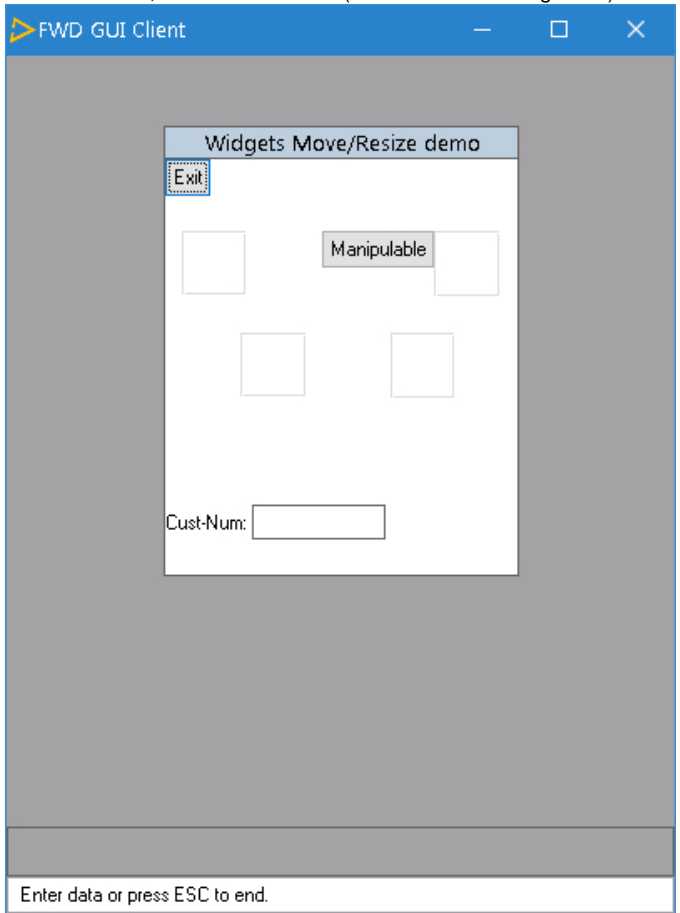 FWD GUI Client
Widgets Move/Resize demo
Exit
Manipulable
Cust-Num:
Enter data or press ESC to end.